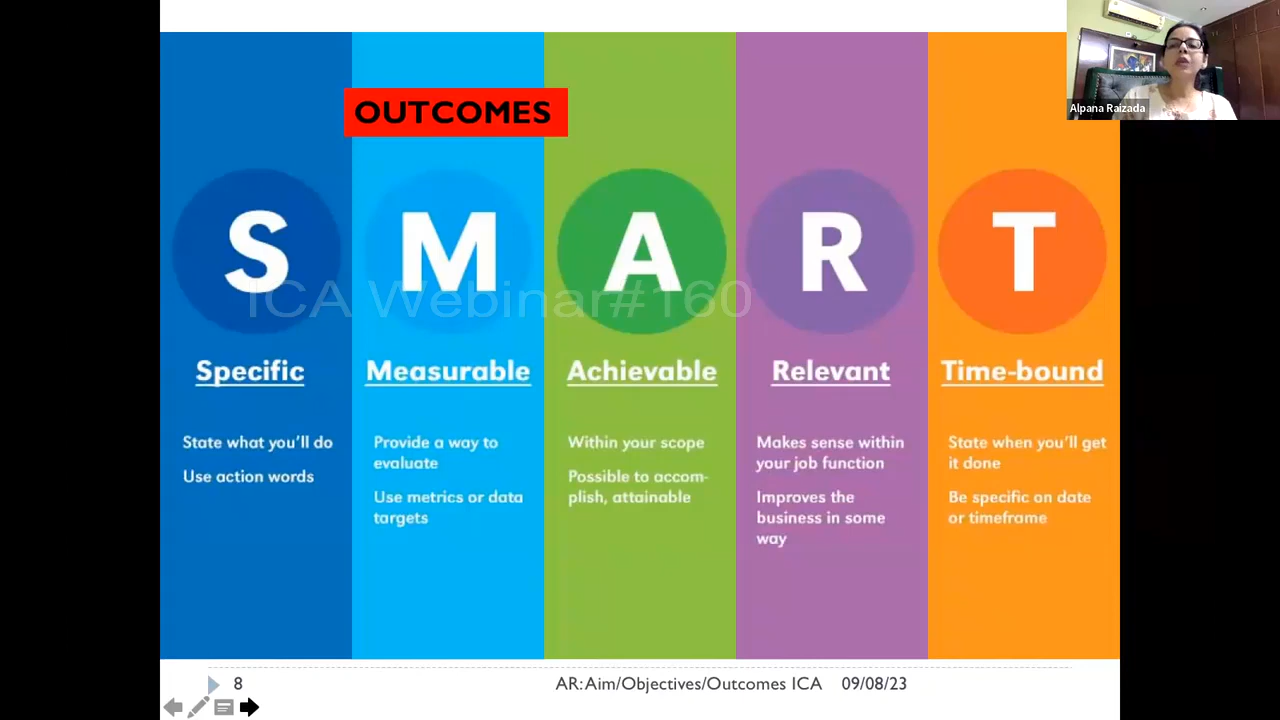 Alpana Raizada
OUTCOMES
S M A R T
ICA Webinar#160
Specific
State what you'll do
Use action words
Measurable
Provide a way to
evaluate
Use metrics or data
targets
Achievable
Within your scope
Possible to accom-
plish, attainable
Relevant
Makes sense within
your job function
Improves the
business in some
way
Time-bound
State when you'll get
it done
Be specific on date
or timeframe
8
AR:Aim/Objectives/Outcomes ICA 09/08/23